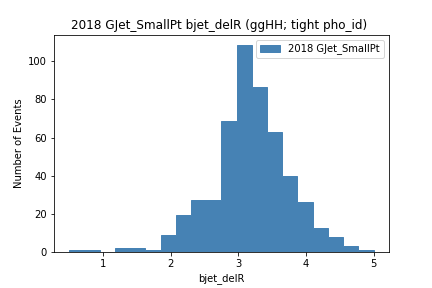 2018 GJet_SmallPt bjet_delR (ggHH; tight pho_id)
2018 GJet_SmallPt
Number of Events
100
80
60
40
20
0
1 2 3 4 5
bjet_delR